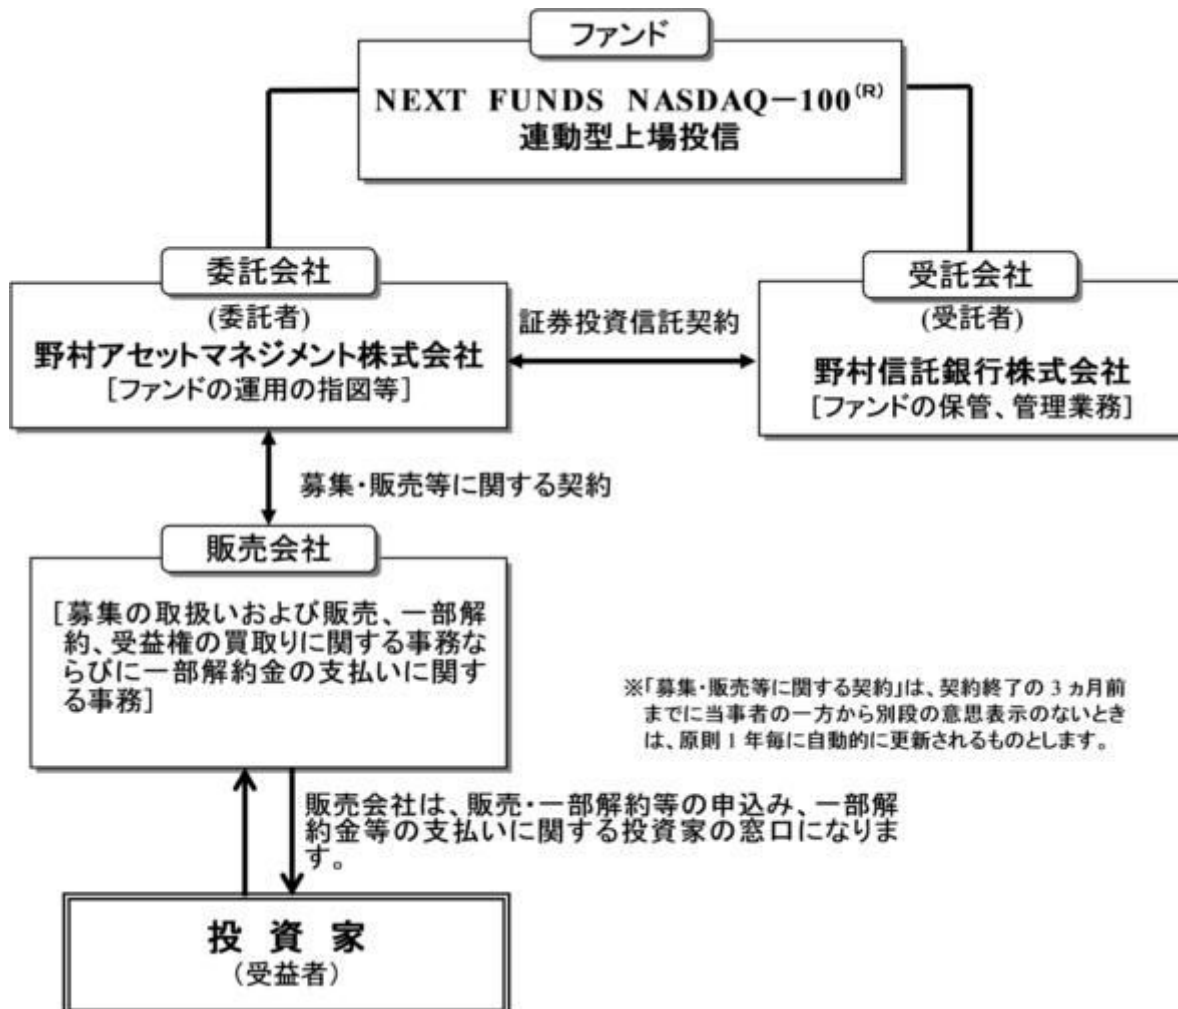 ファンド
NEXT FUNDS NASDAQ－100(R)
連動型上場投信
委託会社
(委託者)
野村アセットマネジメント株式会社
[ファンドの運用の指図等]
証券投資信託契約
受託会社
(受託者)
野村信託銀行株式会社
[ファンドの保管、管理業務]
募集・販売等に関する契約
販売会社
[募集の取扱いおよび販売、一部解
約、受益権の買取りに関する事務な
らびに一部解約金の支払いに関す
る事務]
※「募集・販売等に関する契約」は、契約終了の 3 ヵ月前
までに当事者の一方から別段の意思表示のないとき
は、原則 1 年毎に自動的に更新されるものとします。
販売会社は、販売・一部解約等の申込み、一部解
約金等の支払いに関する投資家の窓口になりま
す。
投 資 家
(受益者)